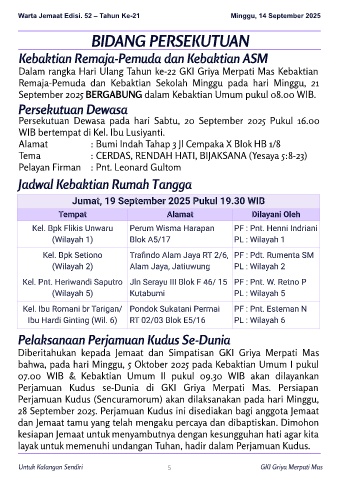 Warta Jemaat Edisi. 52 – Tahun Ke-21 Minggu, 14 September 2025
BIDANG PERSEKUTUAN
Kebaktian Remaja-Pemuda dan Kebaktian ASM
Dalam rangka Hari Ulang Tahun ke-22 GKI Griya Merpati Mas Kebaktian
Remaja-Pemuda dan Kebaktian Sekolah Minggu pada hari Minggu, 21
September 2025 BERGABUNG dalam Kebaktian Umum pukul 08.00 WIB.
Persekutuan Dewasa
Persekutuan Dewasa pada hari Sabtu, 20 September 2025 Pukul 16.00
WIB bertempat di Kel. Ibu Lusiyanti.
Alamat : Bumi Indah Tahap 3 Jl Cempaka X Blok HB 1/8
Tema : CERDAS, RENDAH HATI, BIJAKSANA (Yesaya 5:8-23)
Pelayan Firman : Pnt. Leonard Gultom
Jadwal Kebaktian Rumah Tangga
Jumat, 19 September 2025 Pukul 19.30 WIB
Tempat Alamat Dilayani Oleh
Kel. Bpk Flikis Unwaru Perum Wisma Harapan PF : Pnt. Henni Indriani
(Wilayah 1) Blok A5/17 PL : Wilayah 1
Kel. Bpk Setiono Trafindo Alam Jaya RT 2/6, PF : Pdt. Rumenta SM
(Wilayah 2) Alam Jaya, Jatiuwung PL : Wilayah 2
Kel. Pnt. Heriwandi Saputro Jln Serayu III Blok F 46/ 15 PF : Pnt. W. Retno P
(Wilayah 5) Kutabumi PL : Wilayah 5
Kel. Ibu Romani br Tarigan/ Pondok Sukatani Permai PF : Pnt. Esteman N
Ibu Hardi Ginting (Wil. 6) RT 02/03 Blok E5/16 PL : Wilayah 6
Pelaksanaan Perjamuan Kudus Se-Dunia
Diberitahukan kepada Jemaat dan Simpatisan GKI Griya Merpati Mas
bahwa, pada hari Minggu, 5 Oktober 2025 pada Kebaktian Umum I pukul
07.00 WIB & Kebaktian Umum II pukul 09.30 WIB akan dilayankan
Perjamuan Kudus se-Dunia di GKI Griya Merpati Mas. Persiapan
Perjamuan Kudus (Sencuramorum) akan dilaksanakan pada hari Minggu,
28 September 2025. Perjamuan Kudus ini disediakan bagi anggota Jemaat
dan Jemaat tamu yang telah mengaku percaya dan dibaptiskan. Dimohon
kesiapan Jemaat untuk menyambutnya dengan kesungguhan hati agar kita
layak untuk memenuhi undangan Tuhan, hadir dalam Perjamuan Kudus.
Untuk Kalangan Sendiri 5 GKI Griya Merpati Mas